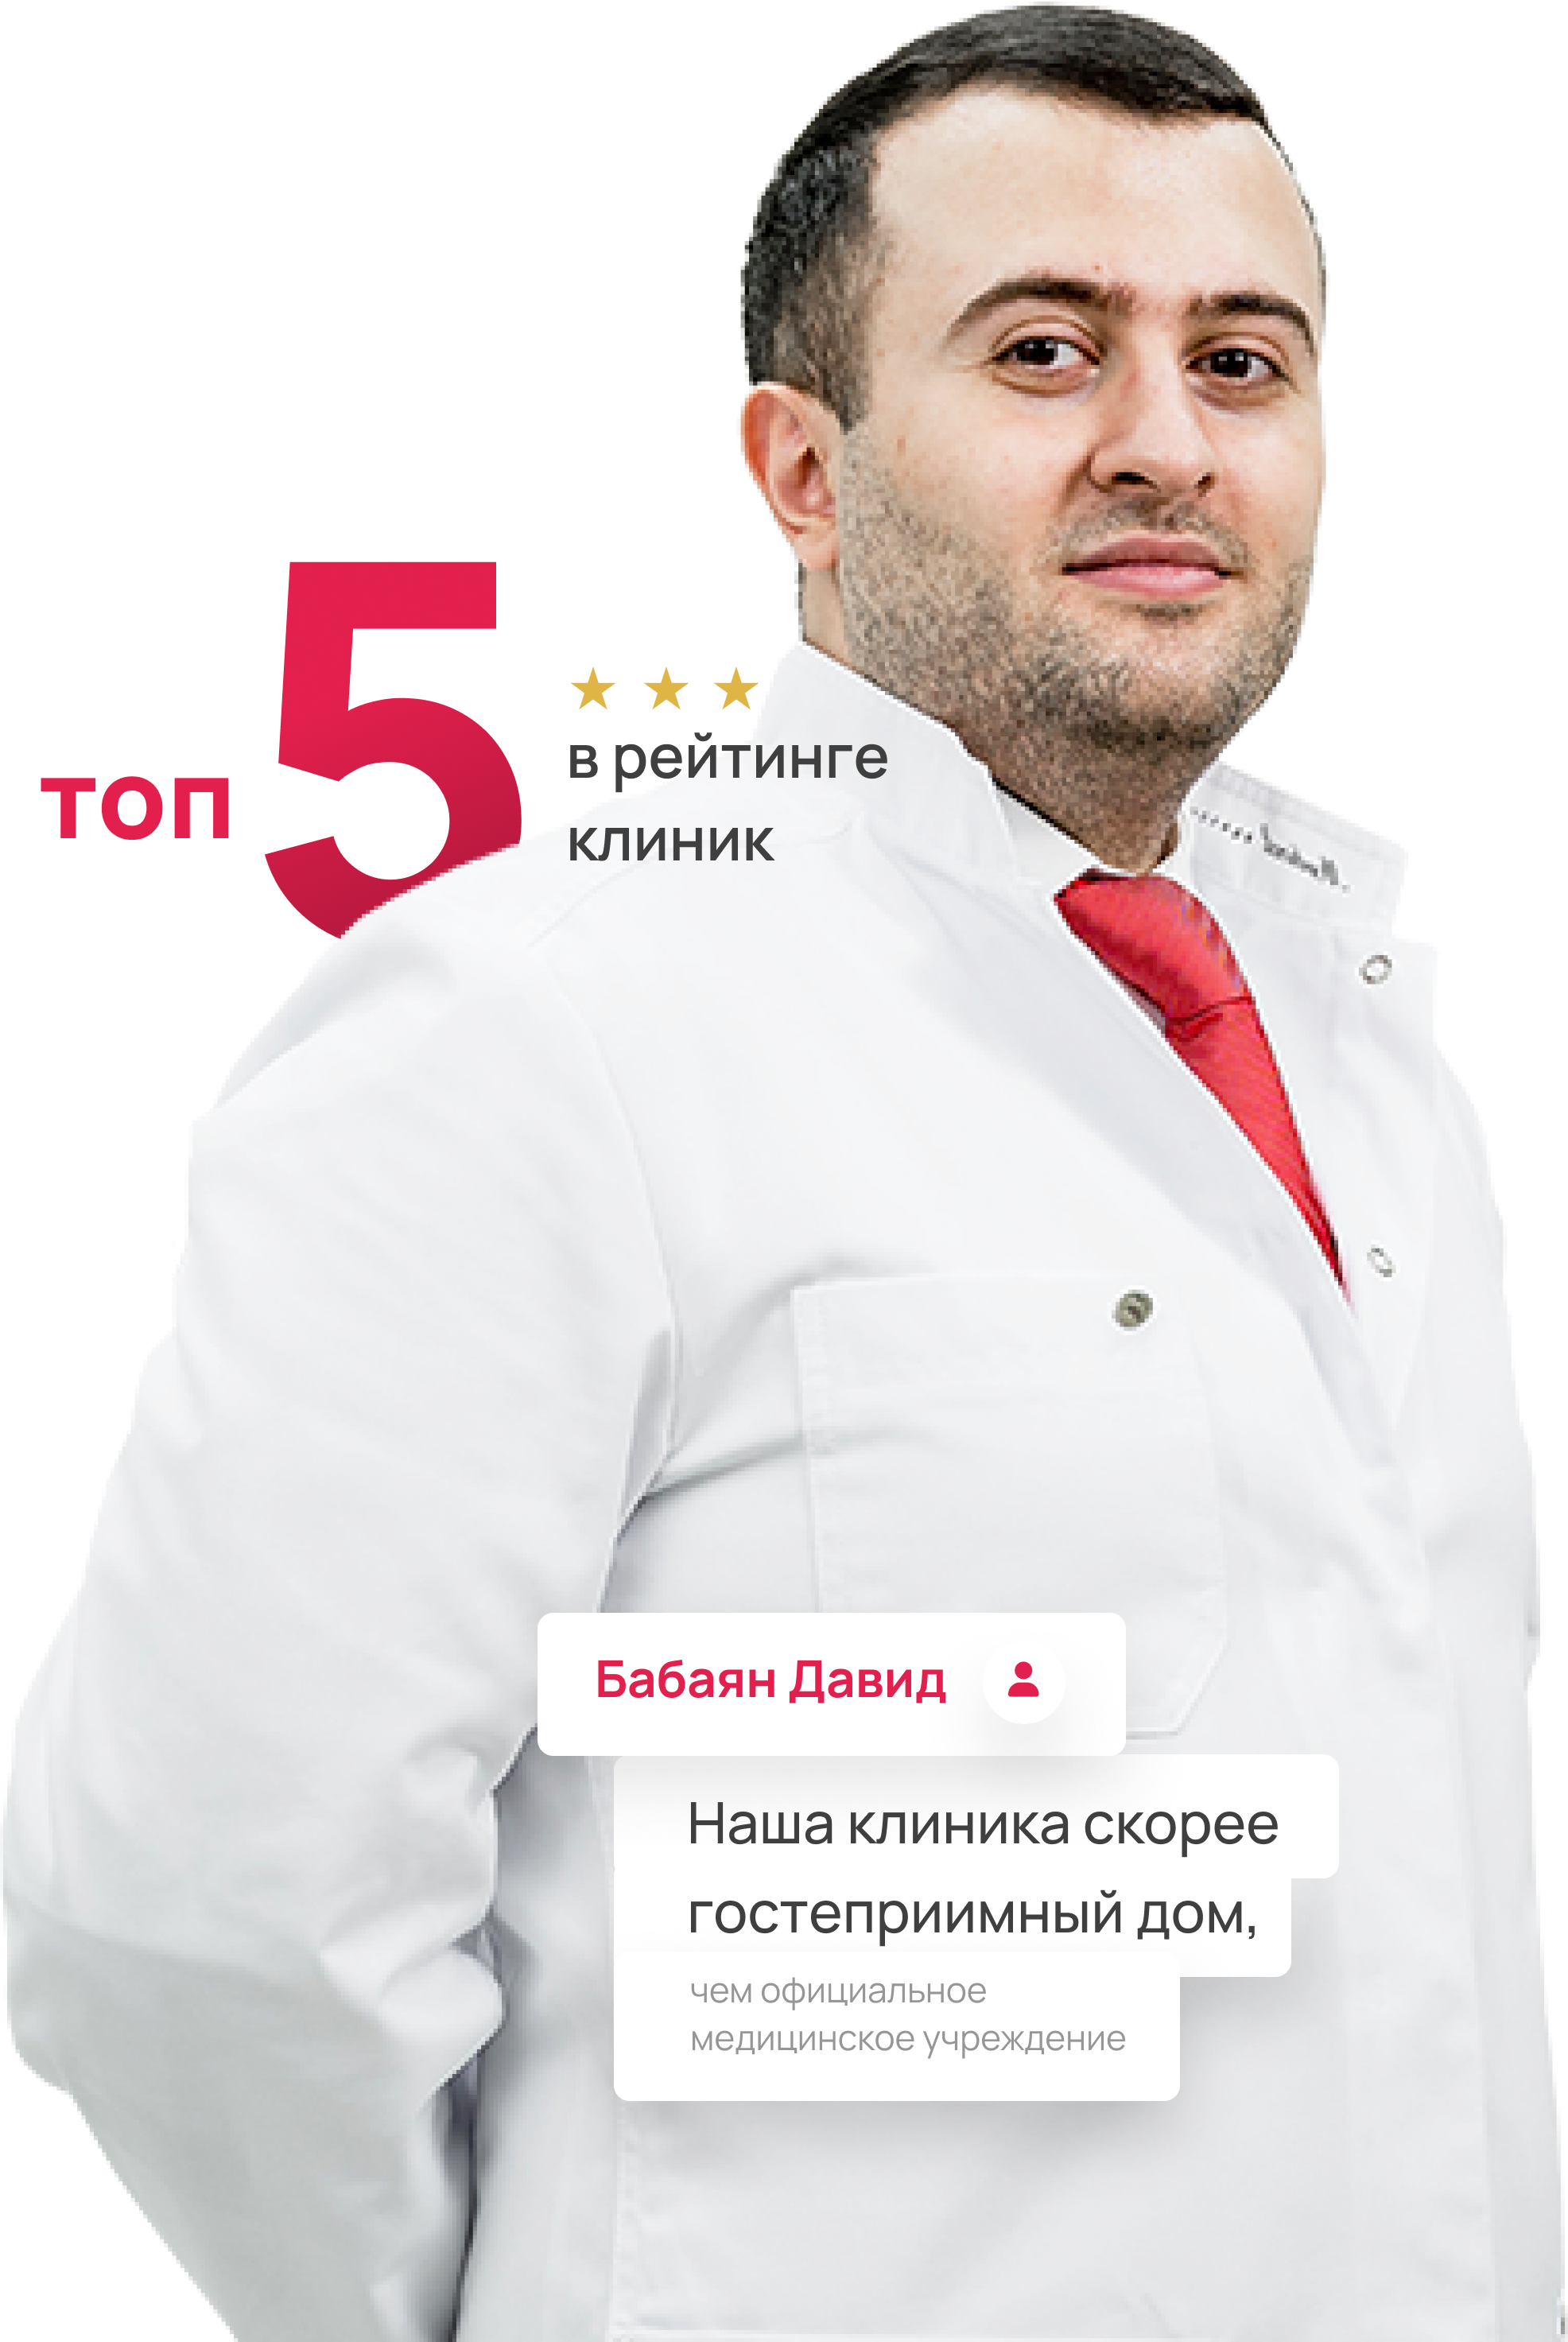 топ 5
в рейтинге
клиник
Бабаян Давид
Наша клиника скорее
гостеприимный дом,
чем официальное
медицинское учреждение